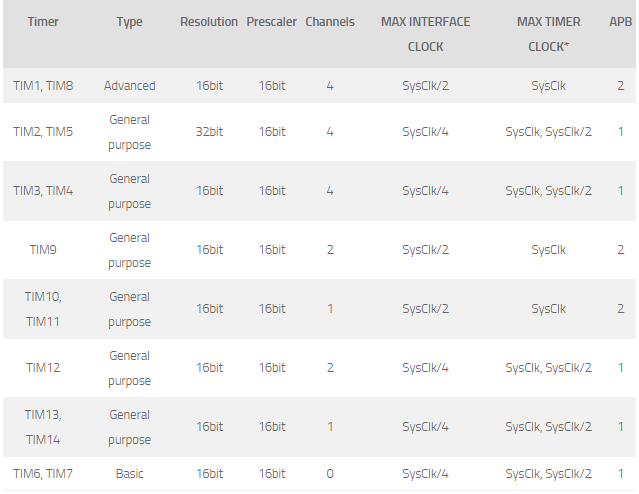 Timer Type Resolution Prescaler Channels MAX INTERFACE CLOCK MAX TIMER CLOCK* APB
TIM1, TIM8 Advanced 16bit 16bit 4 SysClk/2 SysClk 2
TIM2, TIM5 General purpose 32bit 16bit 4 SysClk/4 SysClk, SysClk/2 1
TIM3, TIM4 General purpose 16bit 16bit 4 SysClk/4 SysClk, SysClk/2 1
TIM9 General purpose 16bit 16bit 2 SysClk/2 SysClk 2
TIM10, TIM11 General purpose 16bit 16bit 1 SysClk/2 SysClk 2
TIM12 General purpose 16bit 16bit 2 SysClk/4 SysClk, SysClk/2 1
TIM13, TIM14 General purpose 16bit 16bit 1 SysClk/4 SysClk, SysClk/2 1
TIM6, TIM7 Basic 16bit 16bit 0 SysClk/4 SysClk, SysClk/2 1